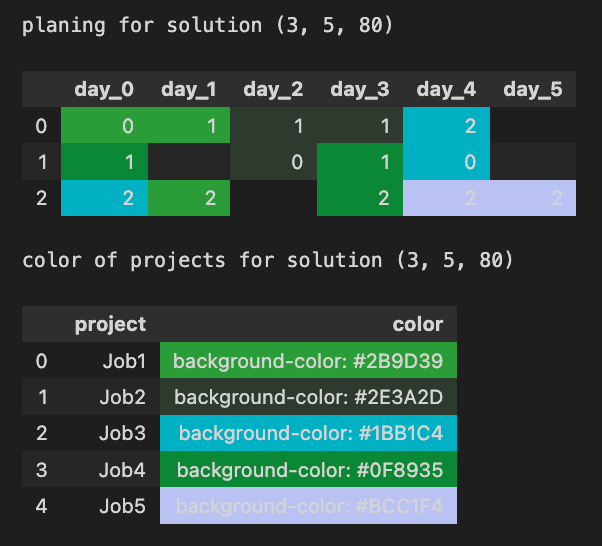 planing for solution (3, 5, 80)
day_0 day_1 day_2 day_3 day_4 day_5
0 0 1 1 1 2
1 1 0 1 0
2 2 2 2 2 2
color of projects for solution (3, 5, 80)
project color
0 Job1 background-color: #2B9D39
1 Job2 background-color: #2E3A2D
2 Job3 background-color: #1BB1C4
3 Job4 background-color: #0F8935
4 Job5 background-color: #BCC1F4